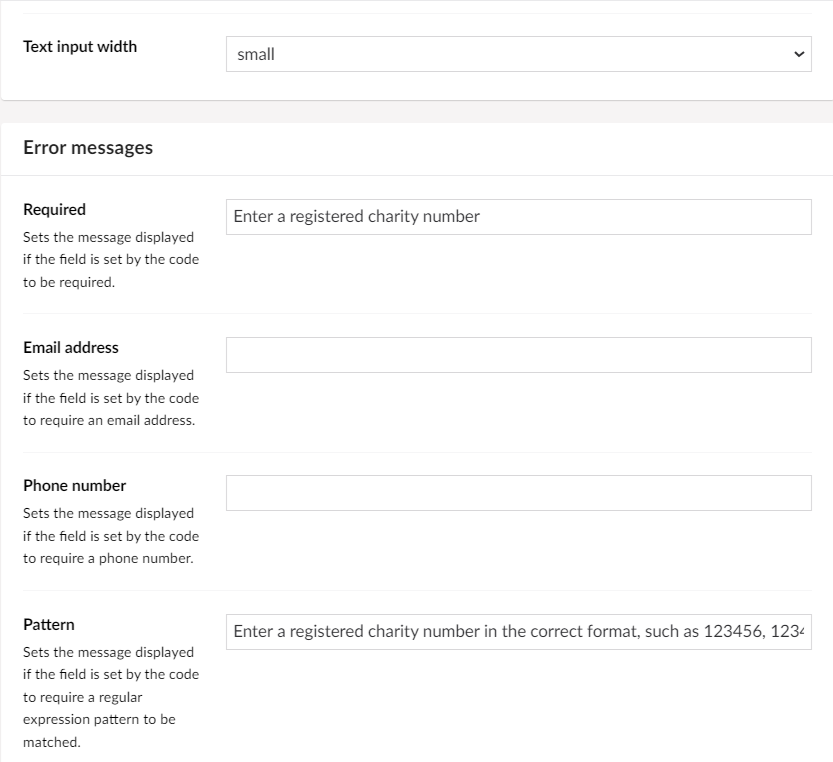 Text input width
small
Error messages
Required
Enter a registered charity number
Sets the message displayed
if the field is set by the code
to be required.
Email address
Sets the message displayed
if the field is set by the code
to require an email address.
Phone number
Sets the message displayed
if the field is set by the code
to require a phone number.
Pattern
Enter a registered charity number in the correct format, such as 123456, 1234
Sets the message displayed
if the field is set by the code
to require a regular
expression pattern to be
matched.